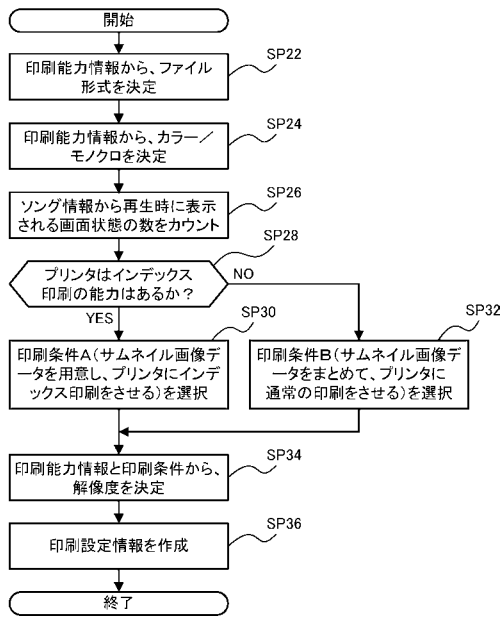 開始
SP22
印刷能力情報から、ファイル
形式を決定
SP24
印刷能力情報から、カラー／
モノクロを決定
SP26
ソング情報から再生時に表示
される画面状態の数をカウント
SP28
プリンタはインデックス
印刷の能力はあるか？
NO
YES
SP30
印刷条件A（サムネイル画像デ
ータを用意し、プリンタにインデ
ックス印刷をさせる）を選択
SP32
印刷条件B（サムネイル画像デ
ータをまとめて、プリンタに
通常の印刷をさせる）を選択
SP34
印刷能力情報と印刷条件から、
解像度を決定
SP36
印刷設定情報を作成
終了